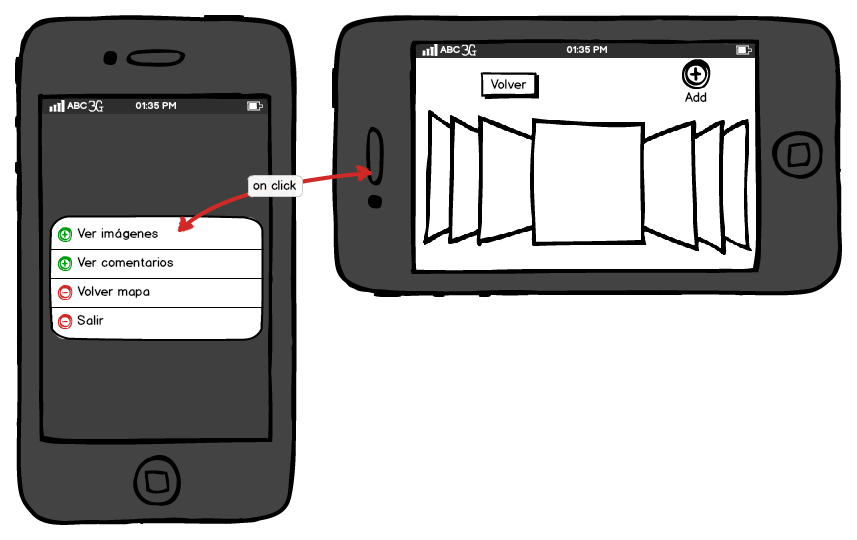 ABC 3G 01:35 PM
Ver imágenes
Ver comentarios
Volver mapa
Salir
on click
ABC 3G 01:35 PM
Volver
Add